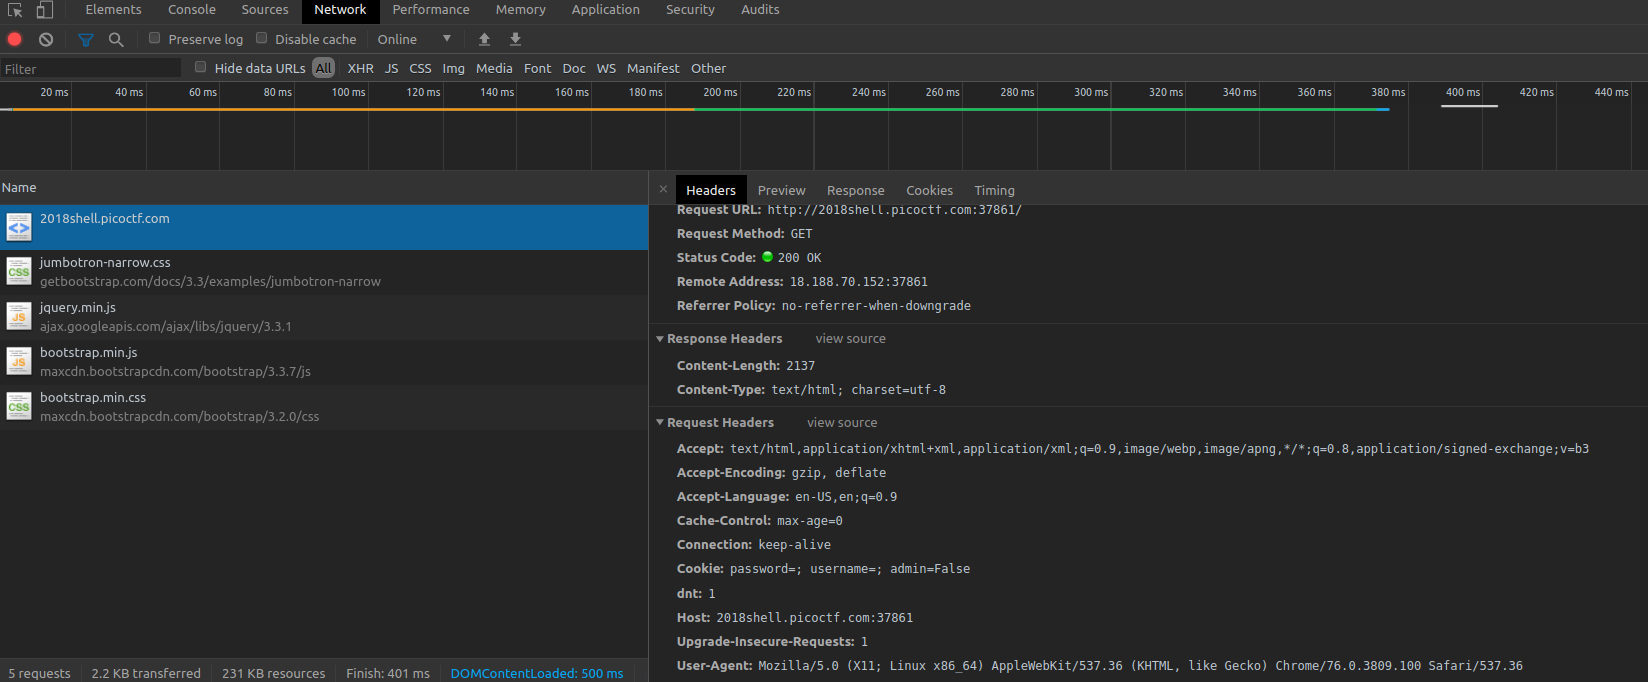 Elements Console Sources Network Performance Memory Application Security Audits
Preserve log Disable cache Online
Filter Hide data URLs All XHR JS CSS Img Media Font Doc WS Manifest Other
20 ms 40 ms 60 ms 80 ms 100 ms 120 ms 140 ms 160 ms 180 ms 200 ms 220 ms 240 ms 260 ms 280 ms 300 ms 320 ms 340 ms 360 ms 380 ms 400 ms 420 ms 440 ms
Name
2018shell.picoctf.com
CSS jumbotron-narrow.css
getbootstrap.com/docs/3.3/examples/jumbotron-narrow
JS jquery.min.js
ajax.googleapis.com/ajax/libs/jquery/3.3.1
JS bootstrap.min.js
maxcdn.bootstrapcdn.com/bootstrap/3.3.7/js
CSS bootstrap.min.css
maxcdn.bootstrapcdn.com/bootstrap/3.2.0/css
5 requests 2.2 KB transferred 231 KB resources Finish: 401 ms DOMContentLoaded: 500 ms
× Headers Preview Response Cookies Timing
Request URL: http://2018shell.picoctf.com:37861/
Request Method: GET
Status Code: 200 OK
Remote Address: 18.188.70.152:37861
Referrer Policy: no-referrer-when-downgrade
Response Headers view source
Content-Length: 2137
Content-Type: text/html; charset=utf-8
Request Headers view source
Accept: text/html,application/xhtml+xml,application/xml;q=0.9,image/webp,image/apng,*/*;q=0.8,application/signed-exchange;v=b3
Accept-Encoding: gzip, deflate
Accept-Language: en-US,en;q=0.9
Cache-Control: max-age=0
Connection: keep-alive
Cookie: password=; username=; admin=False
dnt: 1
Host: 2018shell.picoctf.com:37861
Upgrade-Insecure-Requests: 1
User-Agent: Mozilla/5.0 (X11; Linux x86_64) AppleWebKit/537.36 (KHTML, like Gecko) Chrome/76.0.3809.100 Safari/537.36